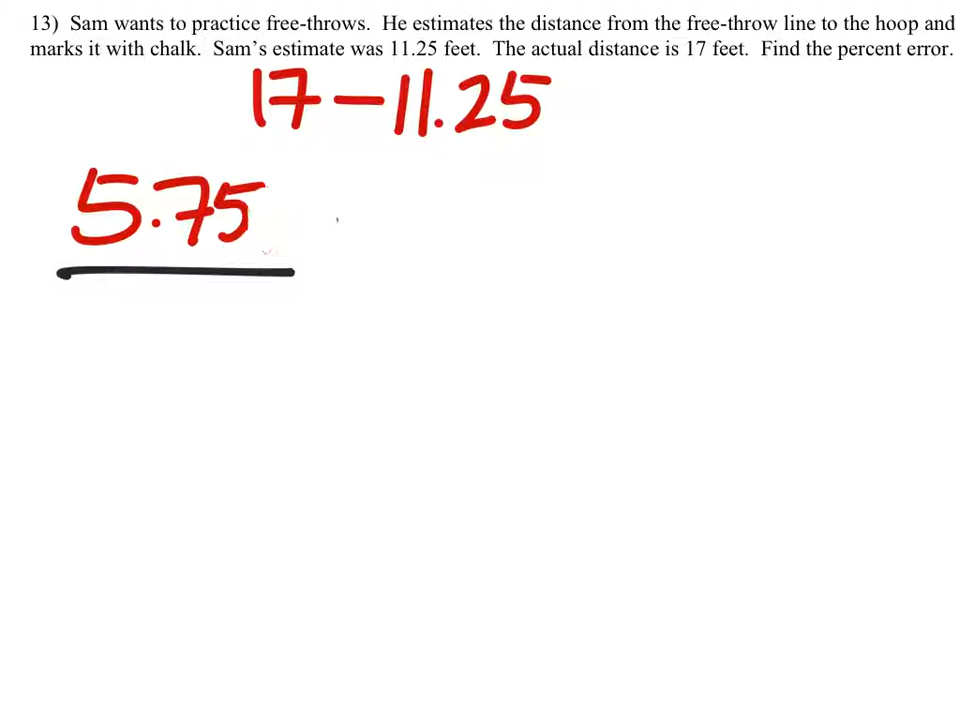 13) Sam wants to practice free-throws. He estimates the distance from the free-throw line to the hoop and
marks it with chalk. Sam’s estimate was 11.25 feet. The actual distance is 17 feet. Find the percent error.
17-11.25
5.75